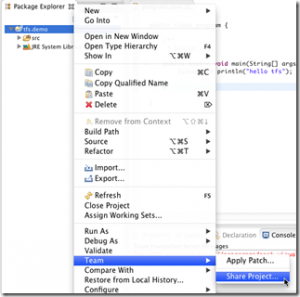 Package Explorer
tfs.demo
src
JRE System Libr
New
Go Into
Open in New Window
Open Type Hierarchy F4
Show In ⌥⌘W
Copy ⌘C
Copy Qualified Name
Paste ⌘V
Delete ⌦
Remove from Context ⌥⇧⌘↓
Build Path
Source ⌥⌘S
Refactor ⌥⌘T
Import...
Export...
Refresh F5
Close Project
Assign Working Sets...
Run As
Debug As
Validate
Team
Compare With
Restore from Local History...
Configure
void main(String[] args
println("hello tfs");
Declaration
Console
Apply Patch...
Share Project...